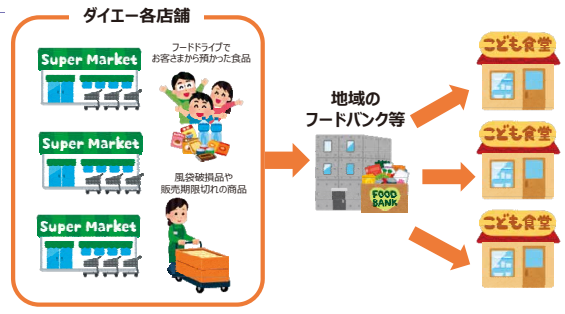 ダイエー各店舗
Super Market
フードドライブで
お客さまから預かった食品
Super Market
風袋破損品や
販売期限切れの商品
Super Market
地域の
フードバンク等
FOOD
BANK
こども食堂
こども食堂
こども食堂